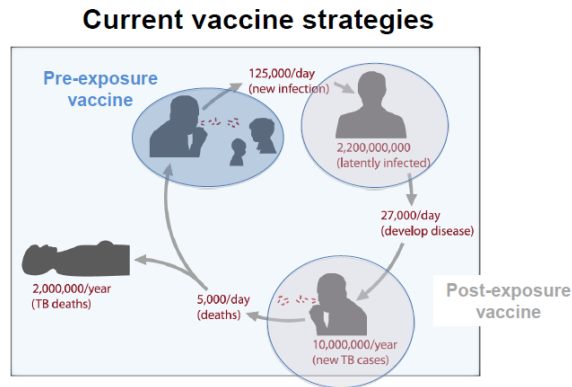 Current vaccine strategies
Pre-exposure
vaccine
125,000/day
(new infection)
2,200,000,000
(latently infected)
27,000/day
(develop disease)
Post-exposure
vaccine
10,000,000/year
(new TB cases)
5,000/day
(deaths)
2,000,000/year
(TB deaths)